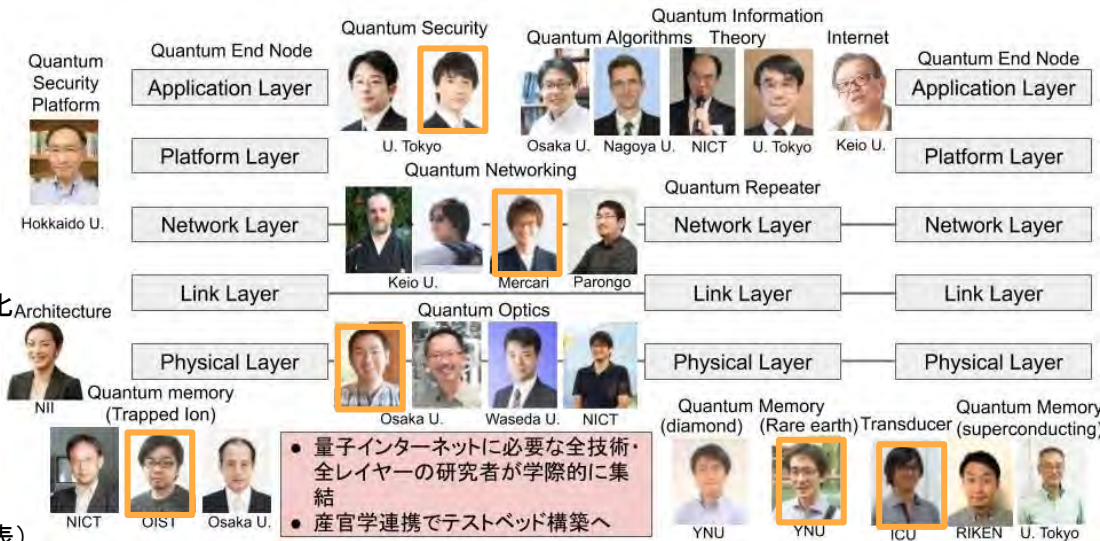 Quantum Security
Quantum Information
Quantum End Node
Quantum Algorithms
Theory
Internet
Quantum End Node
Quantum
Security
Platform
Application Layer
Application Layer
U. Tokyo
Osaka U.
Nagoya U.
NICT
U. Tokyo
Keio U.
Platform Layer
Platform Layer
Quantum Networking
Quantum Repeater
Hokkaido U.
Network Layer
Network Layer
Network Layer
Keio U.
Mercari
Parongo
Link Layer
Link Layer
Link Layer
Architecture
Quantum Optics
Physical Layer
Physical Layer
Physical Layer
NII
Osaka U.
Waseda U.
NICT
Quantum memory
(Trapped Ion)
Quantum Memory
(diamond)
(Rare earth)
Transducer
Quantum Memory
(superconducting)
NICT
OIST
Osaka U.
● 量子インターネットに必要な全技術・
全レイヤーの研究者が学際的に集
結
● 産官学連携でテストベッド構築へ
YNU
YNU
ICU
RIKEN
U. Tokyo